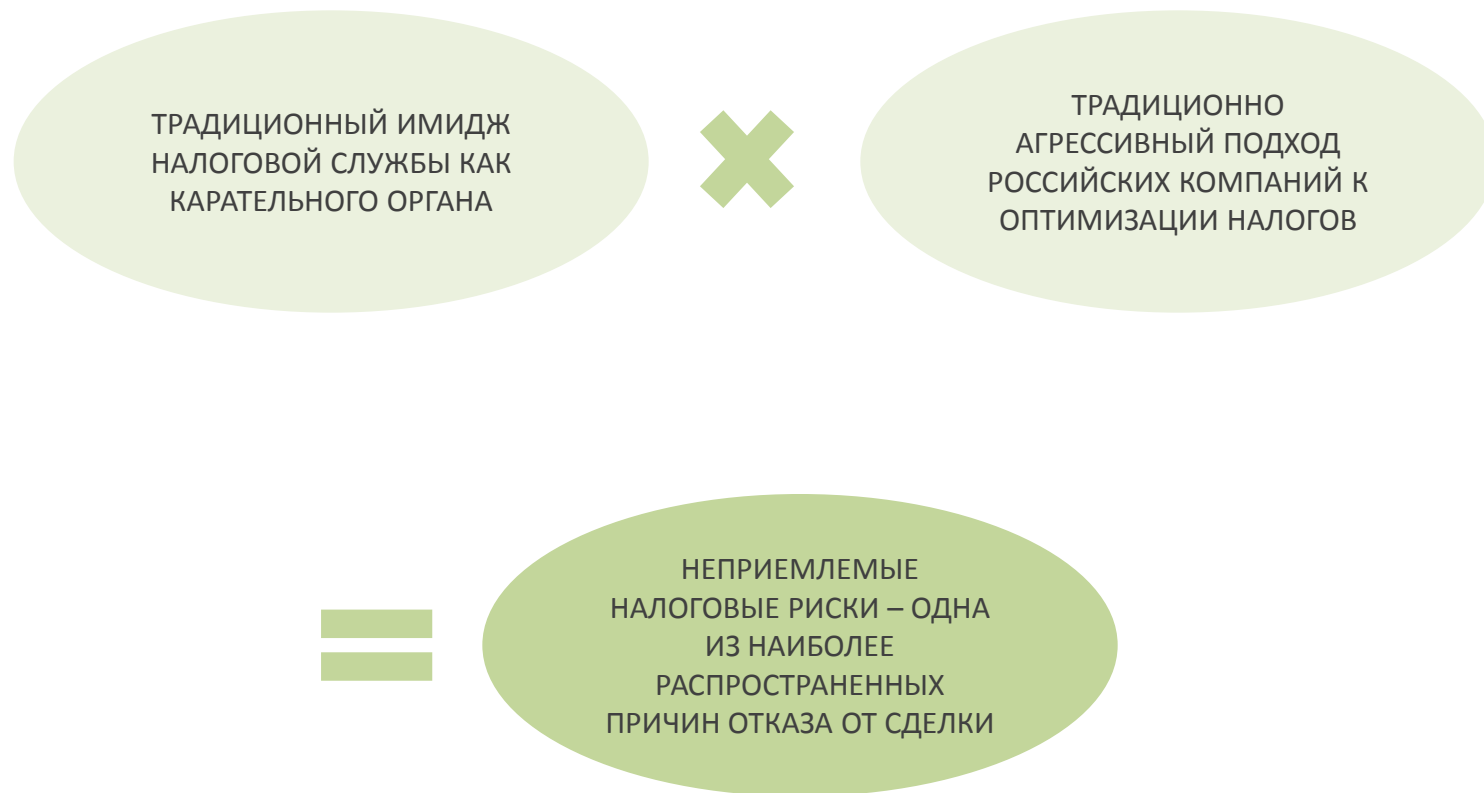 ТРАДИЦИОННЫЙ ИМИДЖ
НАЛОГОВОЙ СЛУЖБЫ КАК
КАРАТЕЛЬНОГО ОРГАНА
ТРАДИЦИОННО
АГРЕССИВНЫЙ ПОДХОД
РОССИЙСКИХ КОМПАНИЙ К
ОПТИМИЗАЦИИ НАЛОГОВ
НЕПРИЕМЛЕМЫЕ
НАЛОГОВЫЕ РИСКИ – ОДНА
ИЗ НАИБОЛЕЕ
РАСПРОСТРАНЕННЫХ
ПРИЧИН ОТКАЗА ОТ СДЕЛКИ